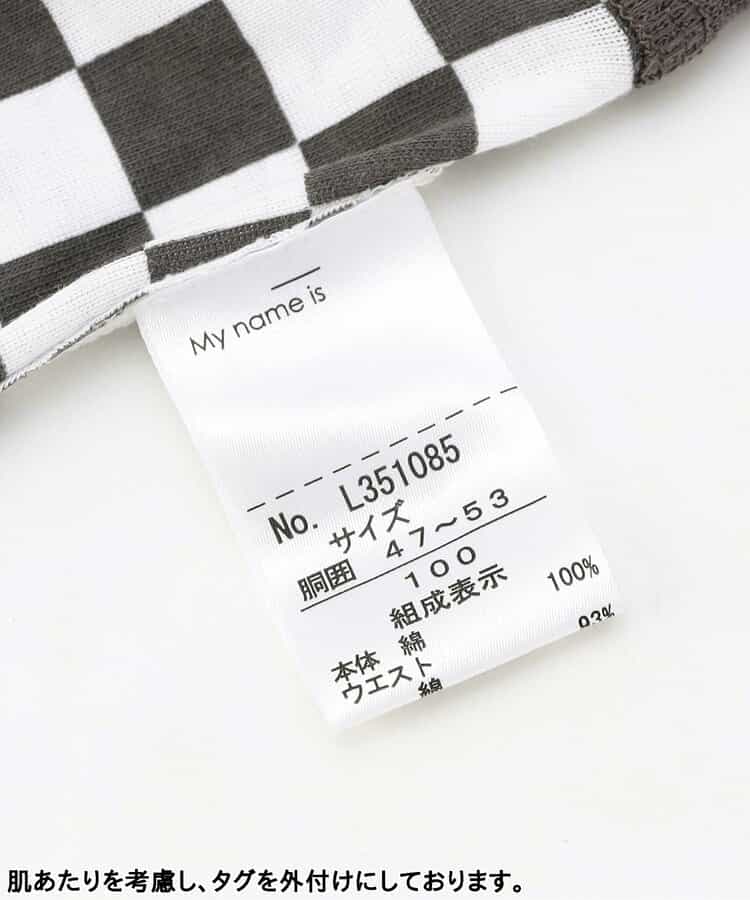 My name is
No. L351085
サイズ
胴囲 47～53
100
組成表示
本体 綿 100%
ウエスト
綿 93%
肌あたりを考慮し、タグを外付けにしております。